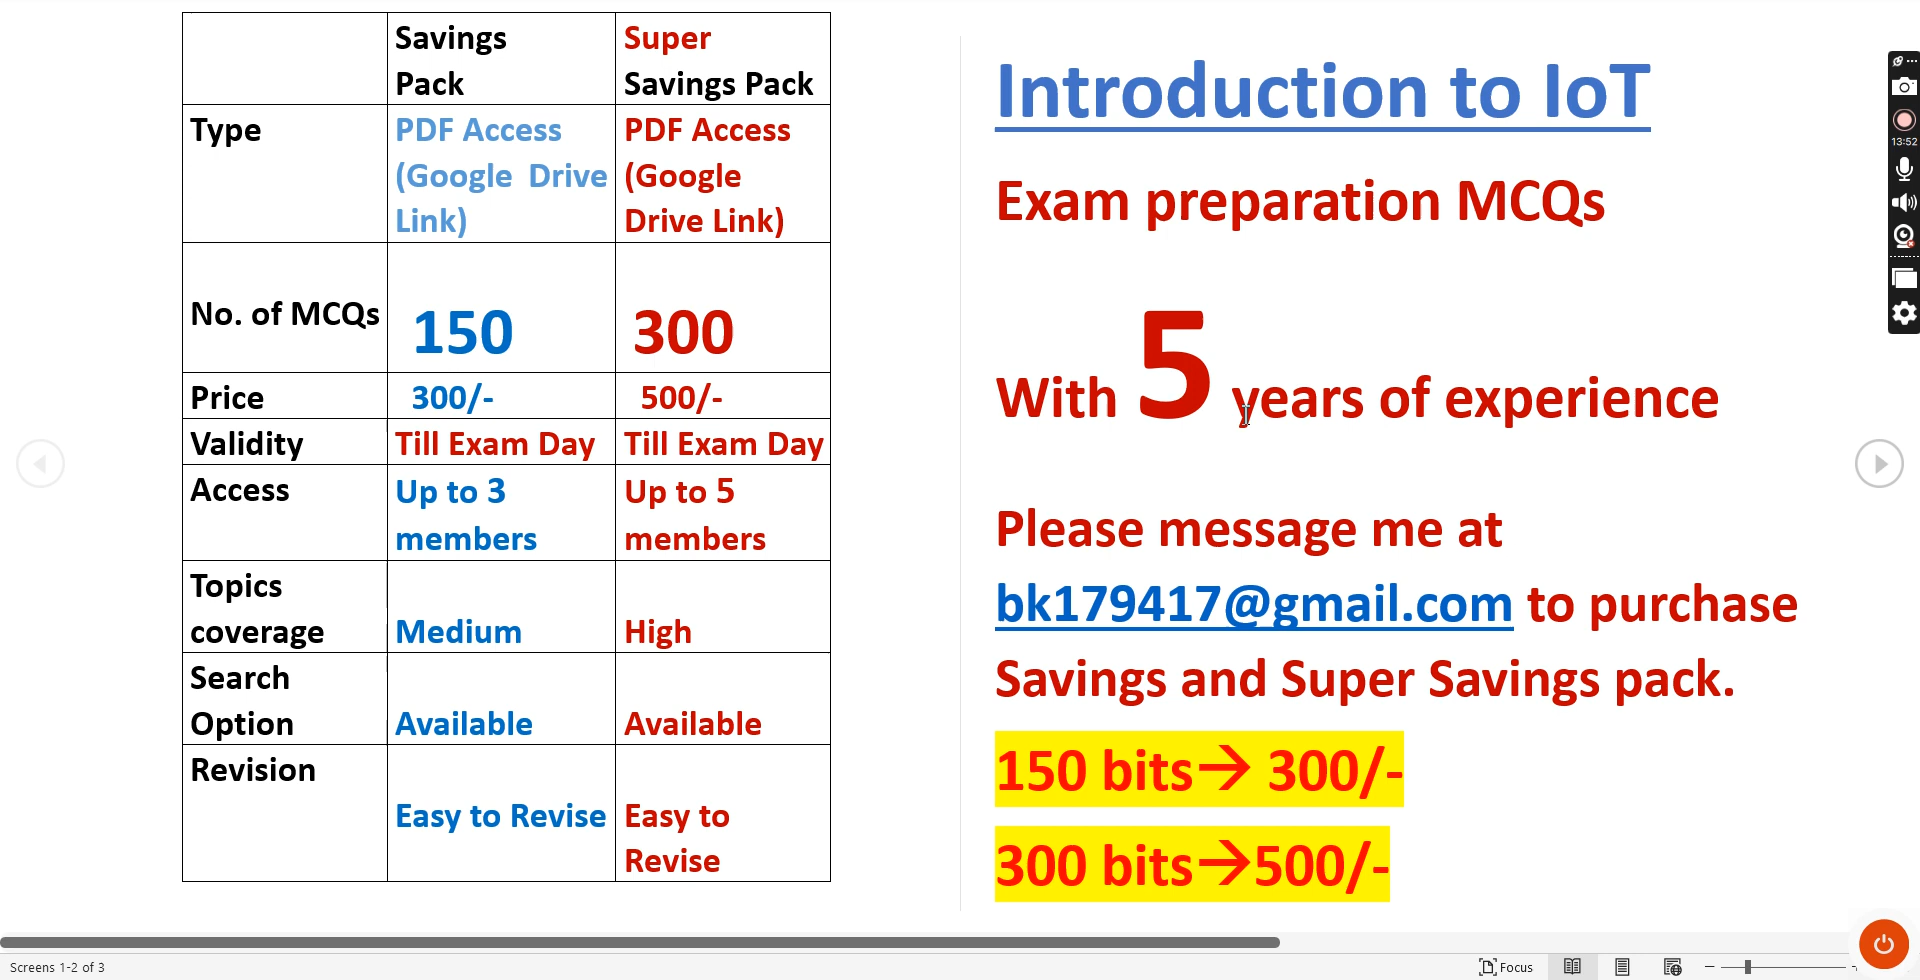 Savings
Pack
Super
Savings Pack
Type
PDF Access
(Google Drive
Link)
PDF Access
(Google
Drive Link)
No. of MCQs
150
300
Price
300/-
500/-
Validity
Till Exam Day
Till Exam Day
Access
Up to 3
members
Up to 5
members
Topics
coverage
Medium
High
Search
Option
Available
Available
Revision
Easy to Revise
Easy to
Revise
Introduction to IoT
Exam preparation MCQs
With 5 years of experience
Please message me at
bk179417@gmail.com to purchase
Savings and Super Savings pack.
150 bits→ 300/-
300 bits→500/-
13:52
Screens 1-2 of 3
Focus